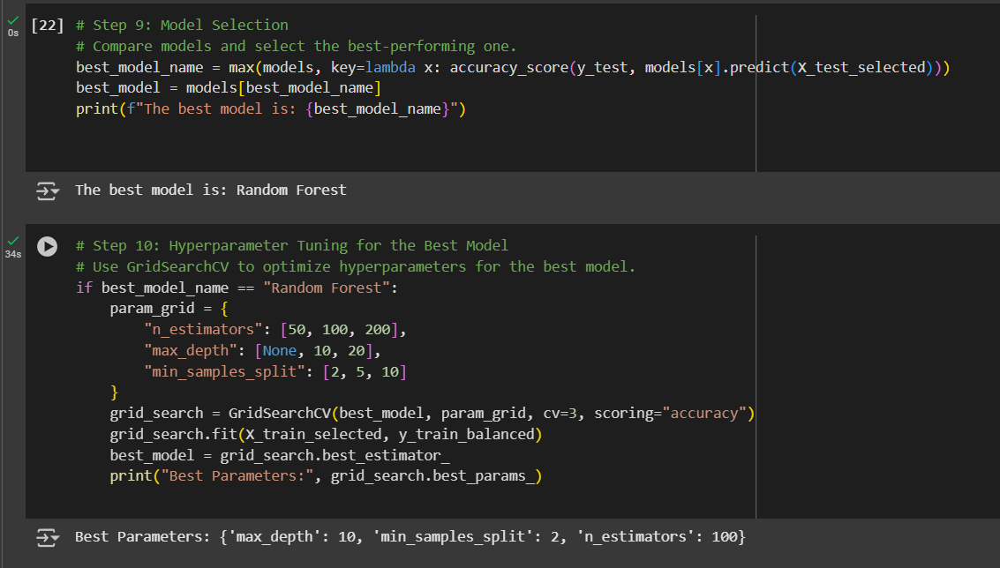 [22] # Step 9: Model Selection
# Compare models and select the best-performing one.
best_model_name = max(models, key=lambda x: accuracy_score(y_test, models[x].predict(X_test_selected)))
best_model = models[best_model_name]
print(f"The best model is: {best_model_name}")
0s
The best model is: Random Forest
# Step 10: Hyperparameter Tuning for the Best Model
34s
# Use GridSearchCV to optimize hyperparameters for the best model.
if best_model_name == "Random Forest":
    param_grid = {
        "n_estimators": [50, 100, 200],
        "max_depth": [None, 10, 20],
        "min_samples_split": [2, 5, 10]
    }
    grid_search = GridSearchCV(best_model, param_grid, cv=3, scoring="accuracy")
    grid_search.fit(X_train_selected, y_train_balanced)
    best_model = grid_search.best_estimator_
    print("Best Parameters:", grid_search.best_params_)
Best Parameters: {'max_depth': 10, 'min_samples_split': 2, 'n_estimators': 100}